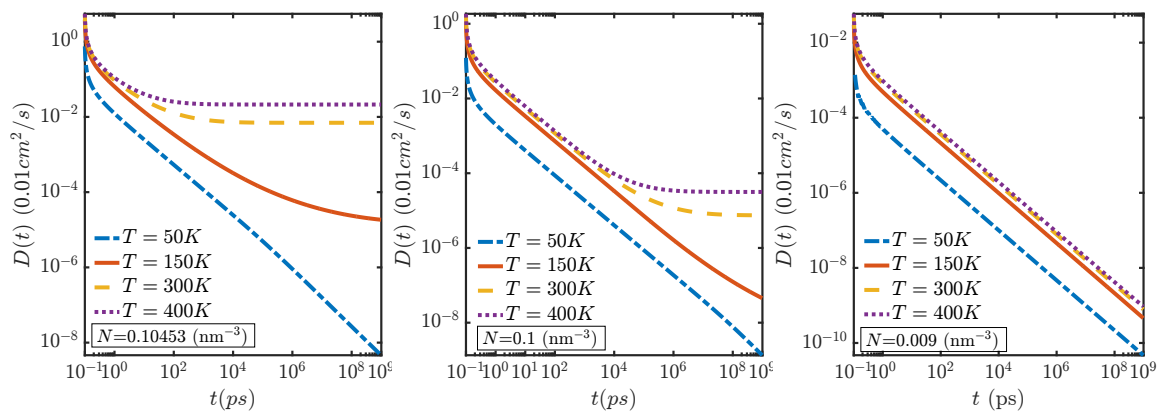 10^0
10^-2
10^-4
10^-6
10^-8
D(t) (0.01cm^2/s)
T = 50K
T = 150K
T = 300K
T = 400K
N=0.10453 (nm^-3)
10^-1 10^0 10^2 10^4 10^6 10^8 10^9
t(ps)
10^0
10^-2
10^-4
10^-6
10^-8
D(t) (0.01cm^2/s)
T = 50K
T = 150K
T = 300K
T = 400K
N=0.1 (nm^-3)
10^-1 10^0 10^1 10^2 10^4 10^6 10^8 10^9
t(ps)
10^-2
10^-4
10^-6
10^-8
10^-10
D(t) (0.01cm^2/s)
T = 50K
T = 150K
T = 300K
T = 400K
N=0.009 (nm^-3)
10^-1 10^0 10^2 10^4 10^6 10^8 10^9
t (ps)